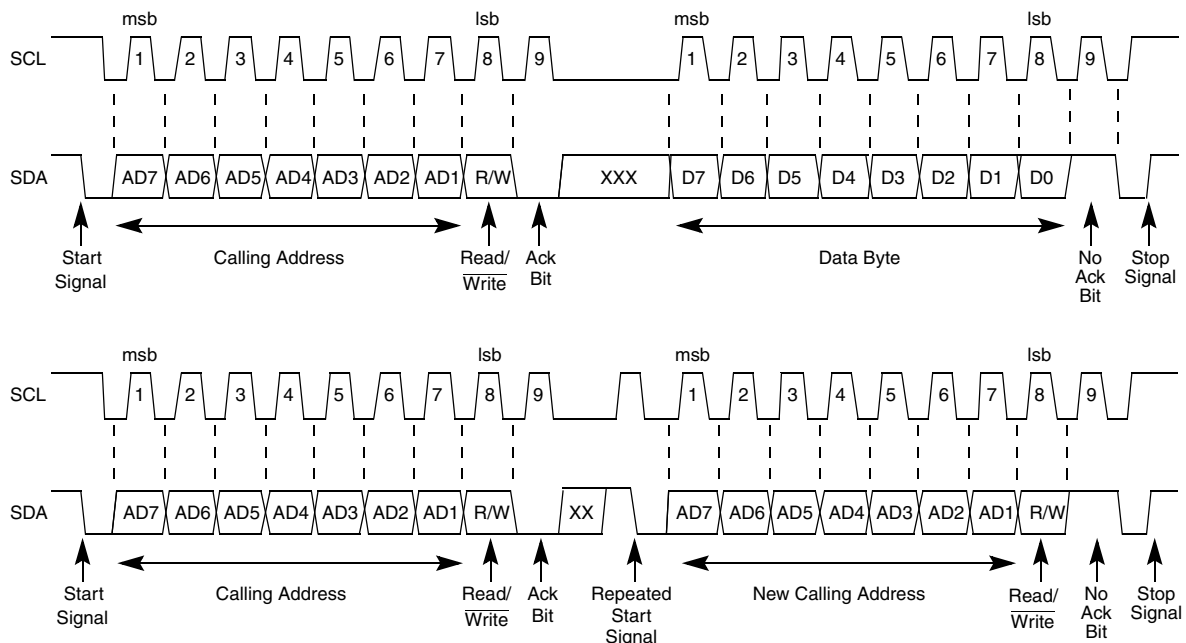 msb lsb msb lsb
SCL 1 2 3 4 5 6 7 8 9 1 2 3 4 5 6 7 8 9
SDA AD7 AD6 AD5 AD4 AD3 AD2 AD1 R/W XXX D7 D6 D5 D4 D3 D2 D1 D0
Start Signal
Calling Address
Read/ Write
Ack Bit
Data Byte
No Ack Bit
Stop Signal
msb lsb msb lsb
SCL 1 2 3 4 5 6 7 8 9 1 2 3 4 5 6 7 8 9
SDA AD7 AD6 AD5 AD4 AD3 AD2 AD1 R/W XX AD7 AD6 AD5 AD4 AD3 AD2 AD1 R/W
Start Signal
Calling Address
Read/ Write
Ack Bit
Repeated Start Signal
New Calling Address
Read/ Write
No Ack Bit
Stop Signal